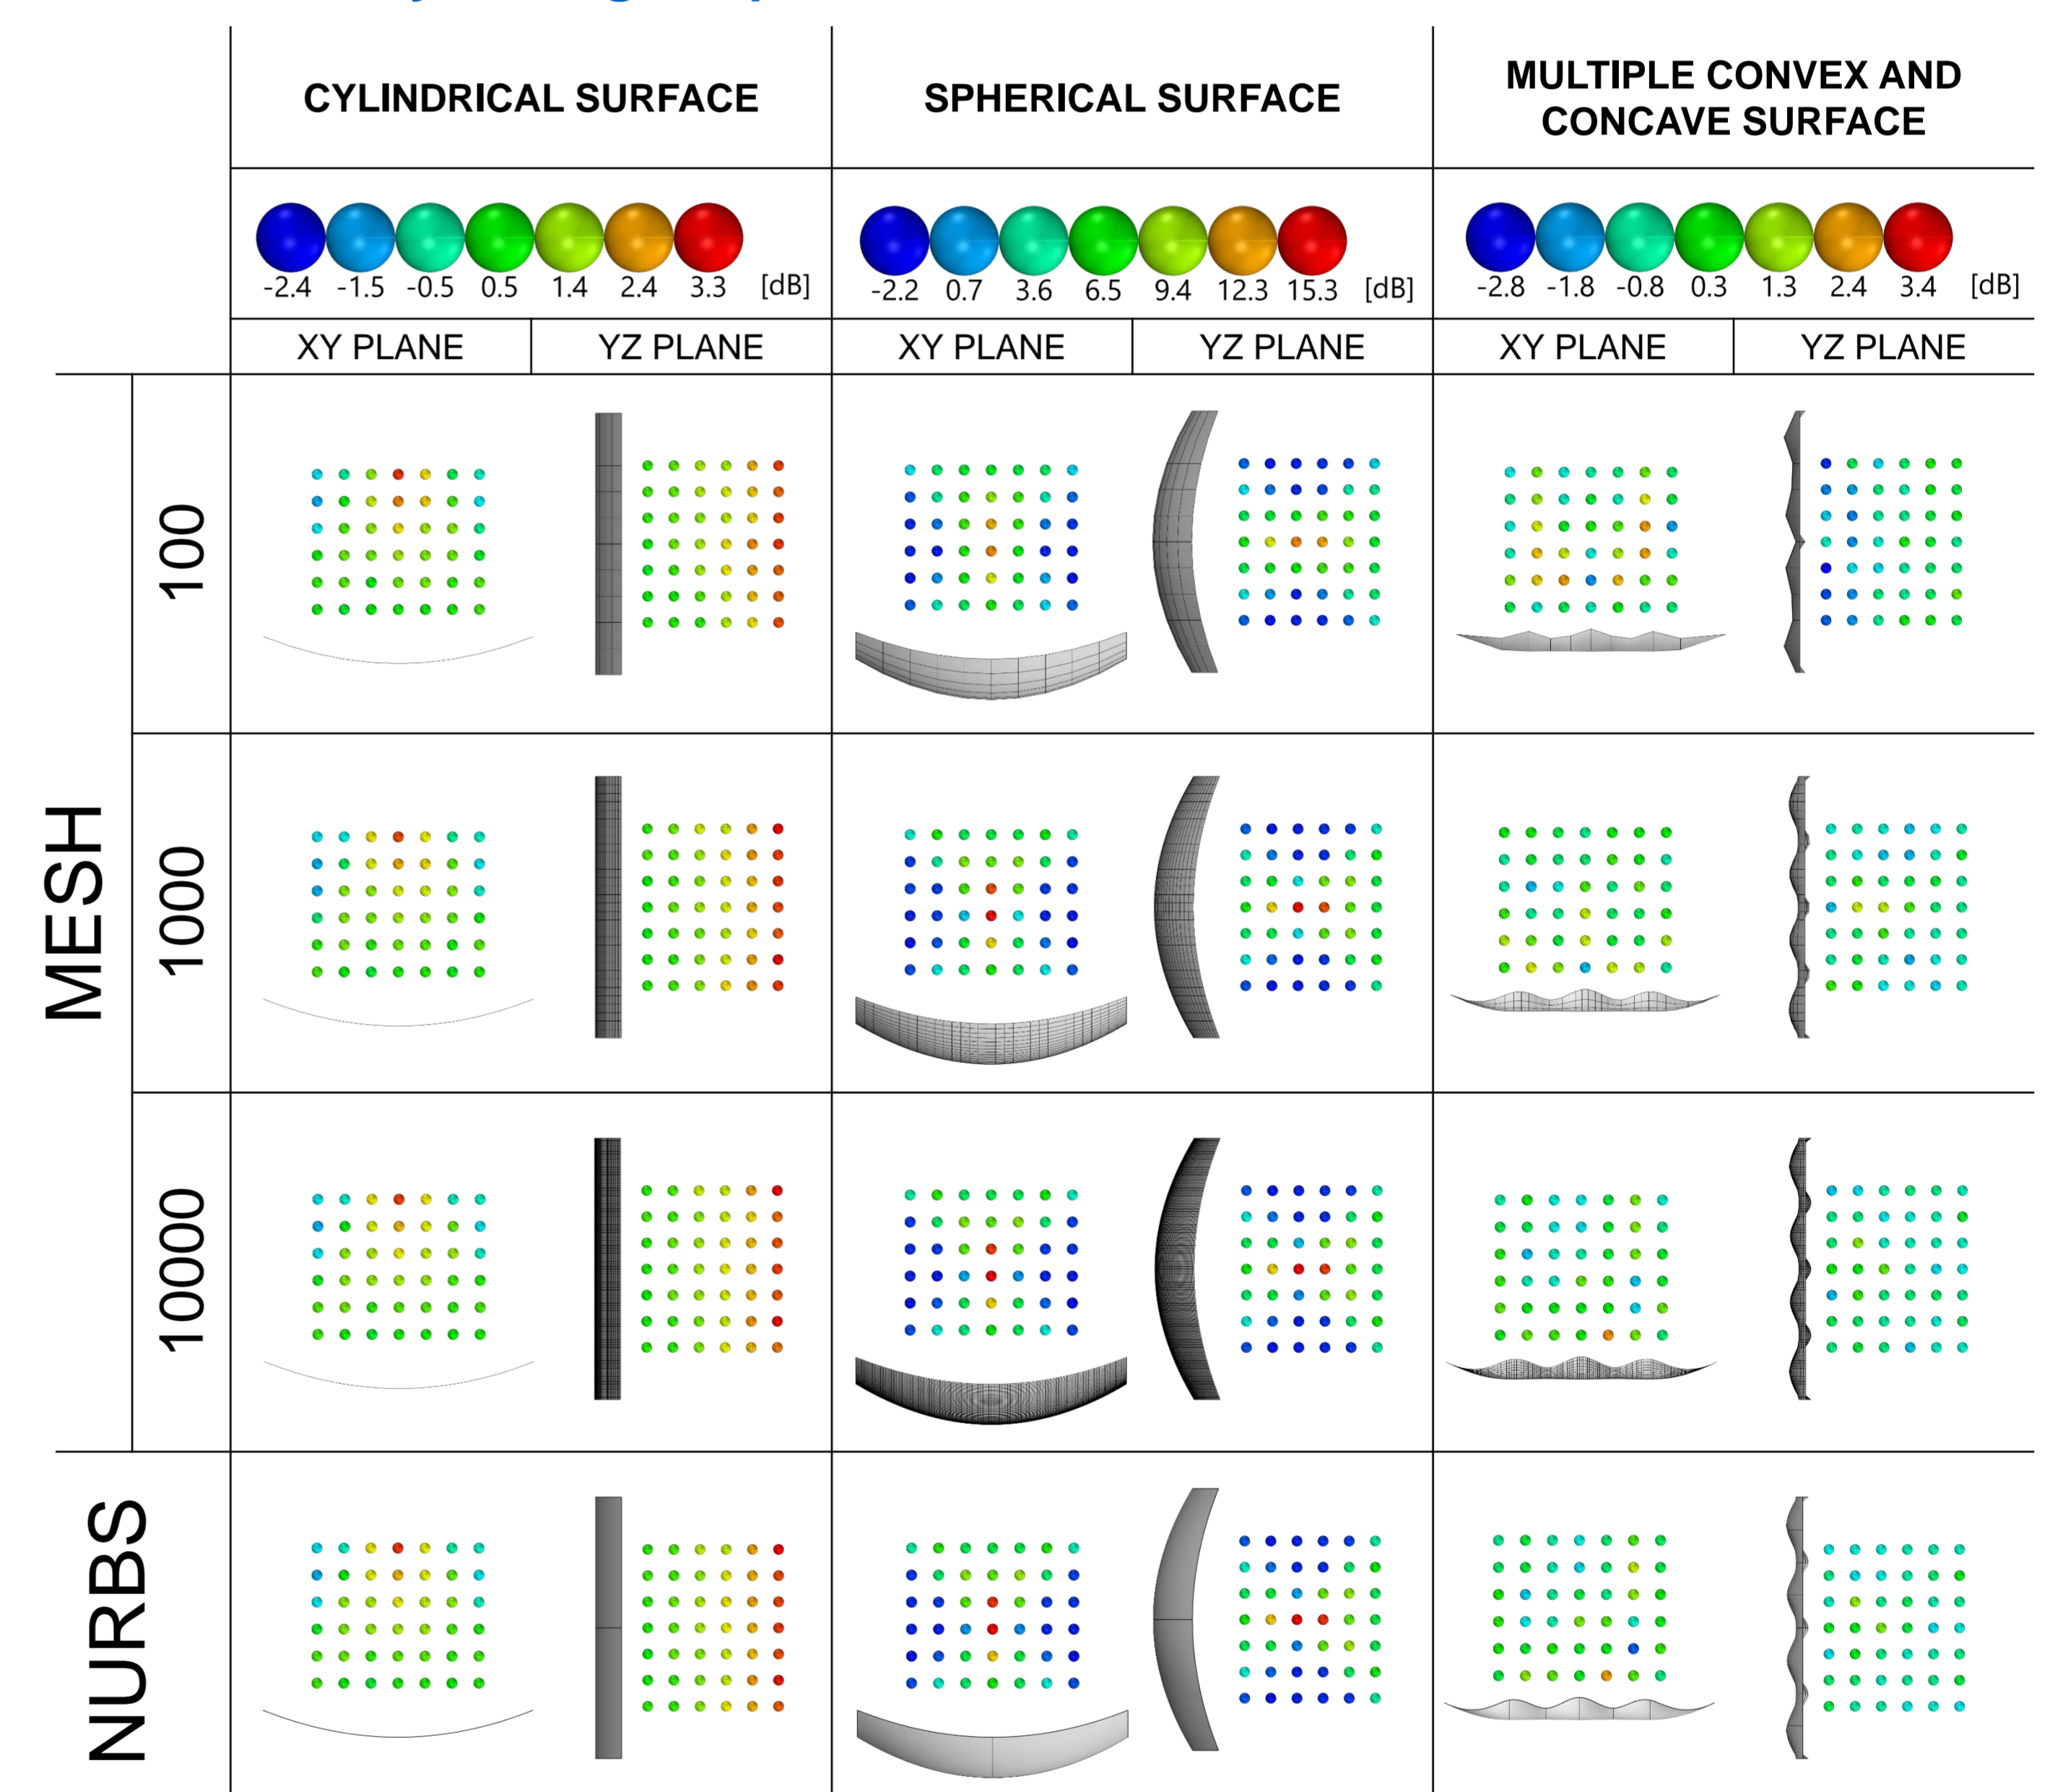 CYLINDRICAL SURFACE
SPHERICAL SURFACE
MULTIPLE CONVEX AND
CONCAVE SURFACE
-2.4 -1.5 -0.5 0.5 1.4 2.4 3.3 [dB]
-2.2 0.7 3.6 6.5 9.4 12.3 15.3 [dB]
-2.8 -1.8 -0.8 0.3 1.3 2.4 3.4 [dB]
XY PLANE
YZ PLANE
XY PLANE
YZ PLANE
XY PLANE
YZ PLANE
MESH
100
1000
10000
NURBS